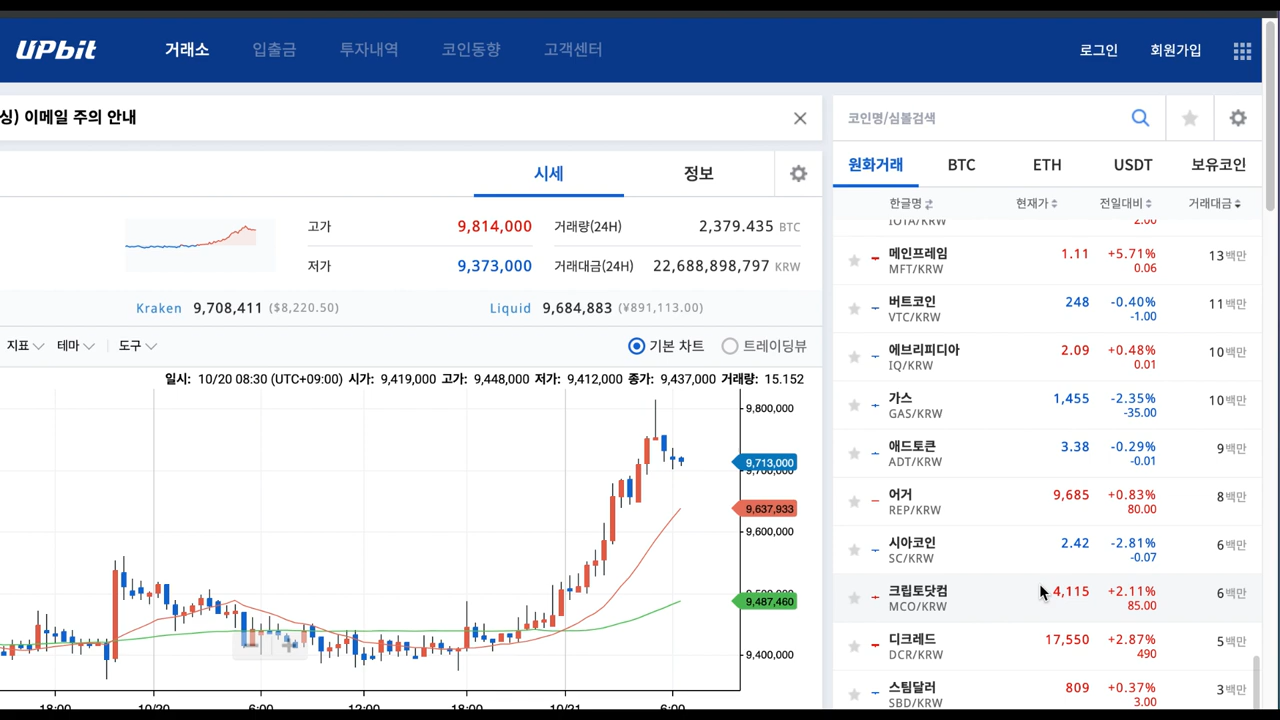 UPbit 거래소 입출금 투자내역 코인동향 고객센터 로그인 회원가입
싱) 이메일 주의 안내
시세 정보
고가 9,814,000 거래량(24H) 2,379.435 BTC
저가 9,373,000 거래대금(24H) 22,688,898,797 KRW
Kraken 9,708,411 ($8,220.50) Liquid 9,684,883 (¥891,113.00)
지표 테마 도구 기본 차트 트레이딩뷰
일시: 10/20 08:30 (UTC+09:00) 시가: 9,419,000 고가: 9,448,000 저가: 9,412,000 종가: 9,437,000 거래량: 15.152
9,800,000
9,713,000
9,700,000
9,637,933
9,600,000
9,487,460
9,400,000
18:00 10/20 6:00 12:00 18:00 10/21 6:00
코인명/심볼검색
원화거래 BTC ETH USDT 보유코인
한글명 현재가 전일대비 거래대금
IOTA/KRW 2.00
메인프레임 1.11 +5.71% 13백만
MFT/KRW 0.06
버트코인 248 -0.40% 11백만
VTC/KRW -1.00
에브리피디아 2.09 +0.48% 10백만
IQ/KRW 0.01
가스 1,455 -2.35% 10백만
GAS/KRW -35.00
애드토큰 3.38 -0.29% 9백만
ADT/KRW -0.01
어거 9,685 +0.83% 8백만
REP/KRW 80.00
시아코인 2.42 -2.81% 6백만
SC/KRW -0.07
크립토닷컴 4,115 +2.11% 6백만
MCO/KRW 85.00
디크레드 17,550 +2.87% 5백만
DCR/KRW 490
스팀달러 809 +0.37% 3백만
SBD/KRW 3.00